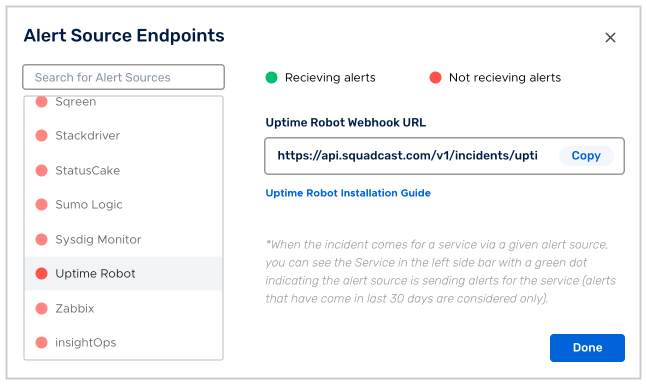 Alert Source Endpoints
Search for Alert Sources
Sqreen
Stackdriver
StatusCake
Sumo Logic
Sysdig Monitor
Uptime Robot
Zabbix
insightOps
Recieving alerts
Not recieving alerts
Uptime Robot Webhook URL
https://api.squadcast.com/v1/incidents/upti
Copy
Uptime Robot Installation Guide
*When the incident comes for a service via a given alert source,
you can see the Service in the left side bar with a green dot
indicating the alert source is sending alerts for the service (alerts
that have come in last 30 days are considered only).
Done